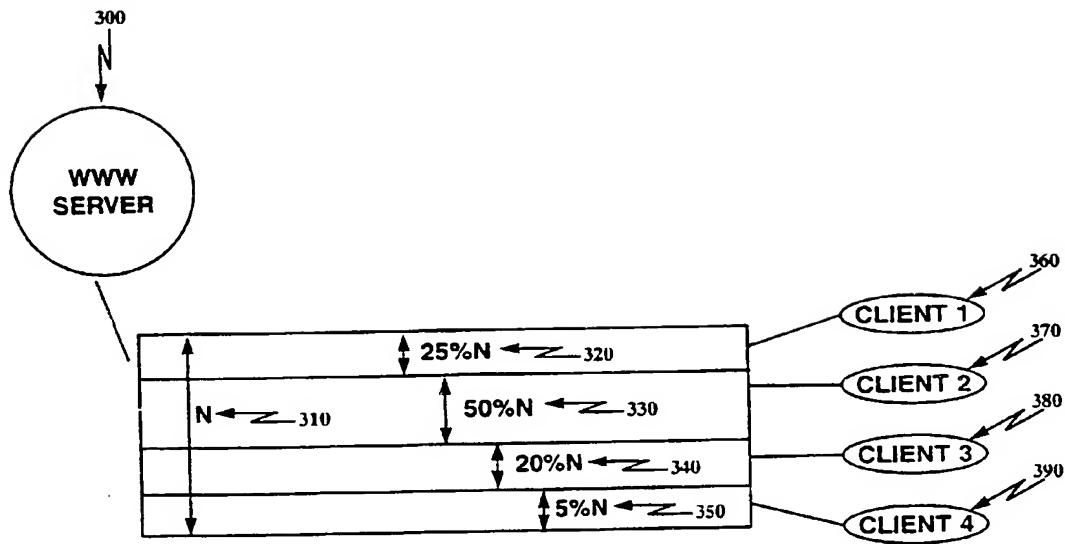 300
WWW
SERVER
360
CLIENT 1
25%N 320
370
CLIENT 2
50%N 330
N 310
380
CLIENT 3
20%N 340
390
5%N 350
CLIENT 4